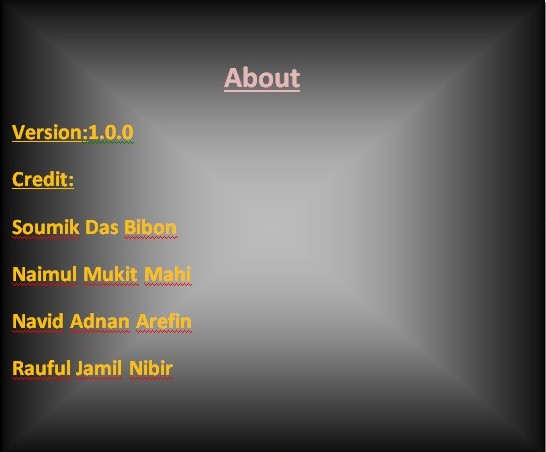 About
Version;1.0.0
Credit:
Soumik Das Bibon
Naimul Mukit Mahi
Navid Adnan Arefin
Rauful Jamil Nibir